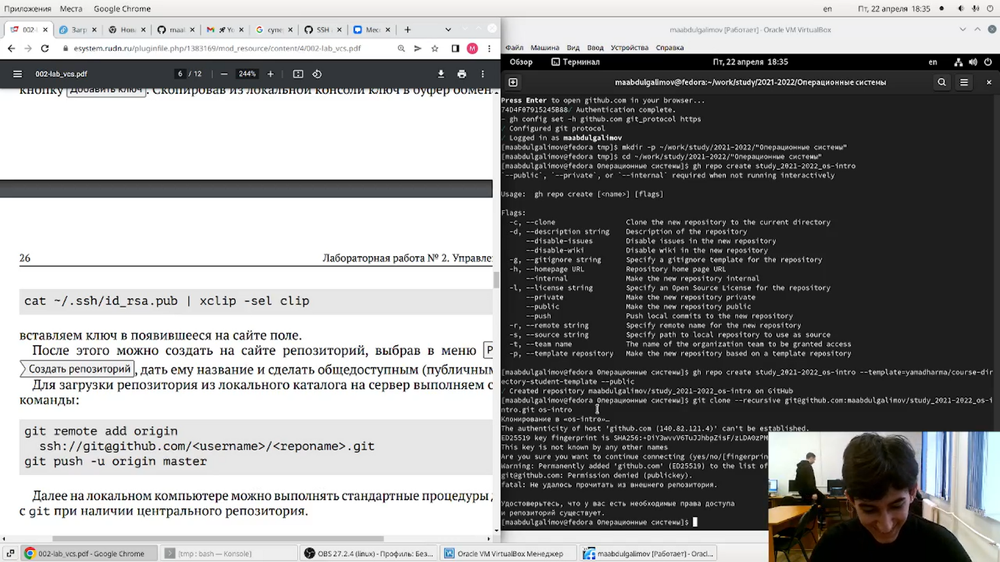 Приложения Места Google Chrome en Пт, 22 апреля 18:35
002- Загр Нова maal Yo супе SSH Месс
maabdulgalimov [Работает] - Oracle VM VirtualBox
esystem.rudn.ru/pluginfile.php/1383169/mod_resource/content/4/002-lab_vcs.pdf M
Файл Машина Вид Ввод Устройства Справка
Обзор Терминал Пт, 22 апреля 18:35 en
002-lab_vcs.pdf 6 / 12 244%
maabdulgalimov@fedora:~/work/study/2021-2022/Операционные системы
кнопку Добавить ключ . Скопировав из локальной консоли ключ в буфер обмен
26 Лабораторная работа № 2. Управле
cat ~/.ssh/id_rsa.pub | xclip -sel clip
вставляем ключ в появившееся на сайте поле.
После этого можно создать на сайте репозиторий, выбрав в меню
Создать репозиторий , дать ему название и сделать общедоступным (публичным
Для загрузки репозитория из локального каталога на сервер выполняем с
команды:
git remote add origin
ssh://git@github.com/<username>/<reponame>.git
git push -u origin master
Далее на локальном компьютере можно выполнять стандартные процедуры
с git при наличии центрального репозитория.
Press Enter to open github.com in your browser...
74D4F07915245B88✓ Authentication complete.
- gh config set -h github.com git_protocol https
✓ Configured git protocol
✓ Logged in as maabdulgalimov
[maabdulgalimov@fedora tmp]$ mkdir -p ~/work/study/2021-2022/"Операционные системы"
[maabdulgalimov@fedora tmp]$ cd ~/work/study/2021-2022/"Операционные системы"
[maabdulgalimov@fedora Операционные системы]$ gh repo create study_2021-2022_os-intro
`--public`, `--private`, or `--internal` required when not running interactively
Usage: gh repo create [<name>] [flags]
Flags:
-c, --clone Clone the new repository to the current directory
-d, --description string Description of the repository
--disable-issues Disable issues in the new repository
--disable-wiki Disable wiki in the new repository
-g, --gitignore string Specify a gitignore template for the repository
-h, --homepage URL Repository home page URL
--internal Make the new repository internal
-l, --license string Specify an Open Source License for the repository
--private Make the new repository private
--public Make the new repository public
--push Push local commits to the new repository
-r, --remote string Specify remote name for the new repository
-s, --source string Specify path to local repository to use as source
-t, --team name The name of the organization team to be granted access
-p, --template repository Make the new repository based on a template repository
[maabdulgalimov@fedora Операционные системы]$ gh repo create study_2021-2022_os-intro --template=yamadharma/course-dir
ectory-student-template --public
✓ Created repository maabdulgalimov/study_2021-2022_os-intro on GitHub
[maabdulgalimov@fedora Операционные системы]$ git clone --recursive git@github.com:maabdulgalimov/study_2021-2022_os-i
ntro.git os-intro
Клонирование в «os-intro»…
The authenticity of host 'github.com (140.82.121.4)' can't be established.
ED25519 key fingerprint is SHA256:+DiY3wvvV6TuJJhbpZisF/zLDA0zPM
This key is not known by any other names
Are you sure you want to continue connecting (yes/no/[fingerprin
Warning: Permanently added 'github.com' (ED25519) to the list of
git@github.com: Permission denied (publickey).
fatal: Не удалось прочитать из внешнего репозитория.
Удостоверьтесь, что у вас есть необходимые права доступа
и репозиторий существует.
[maabdulgalimov@fedora Операционные системы]$
002-lab_vcs.pdf - Google Chrome [tmp : bash — Konsole] OBS 27.2.4 (linux) - Профиль: Без... Oracle VM VirtualBox Менеджер maabdulgalimov [Работает] - Oracl...